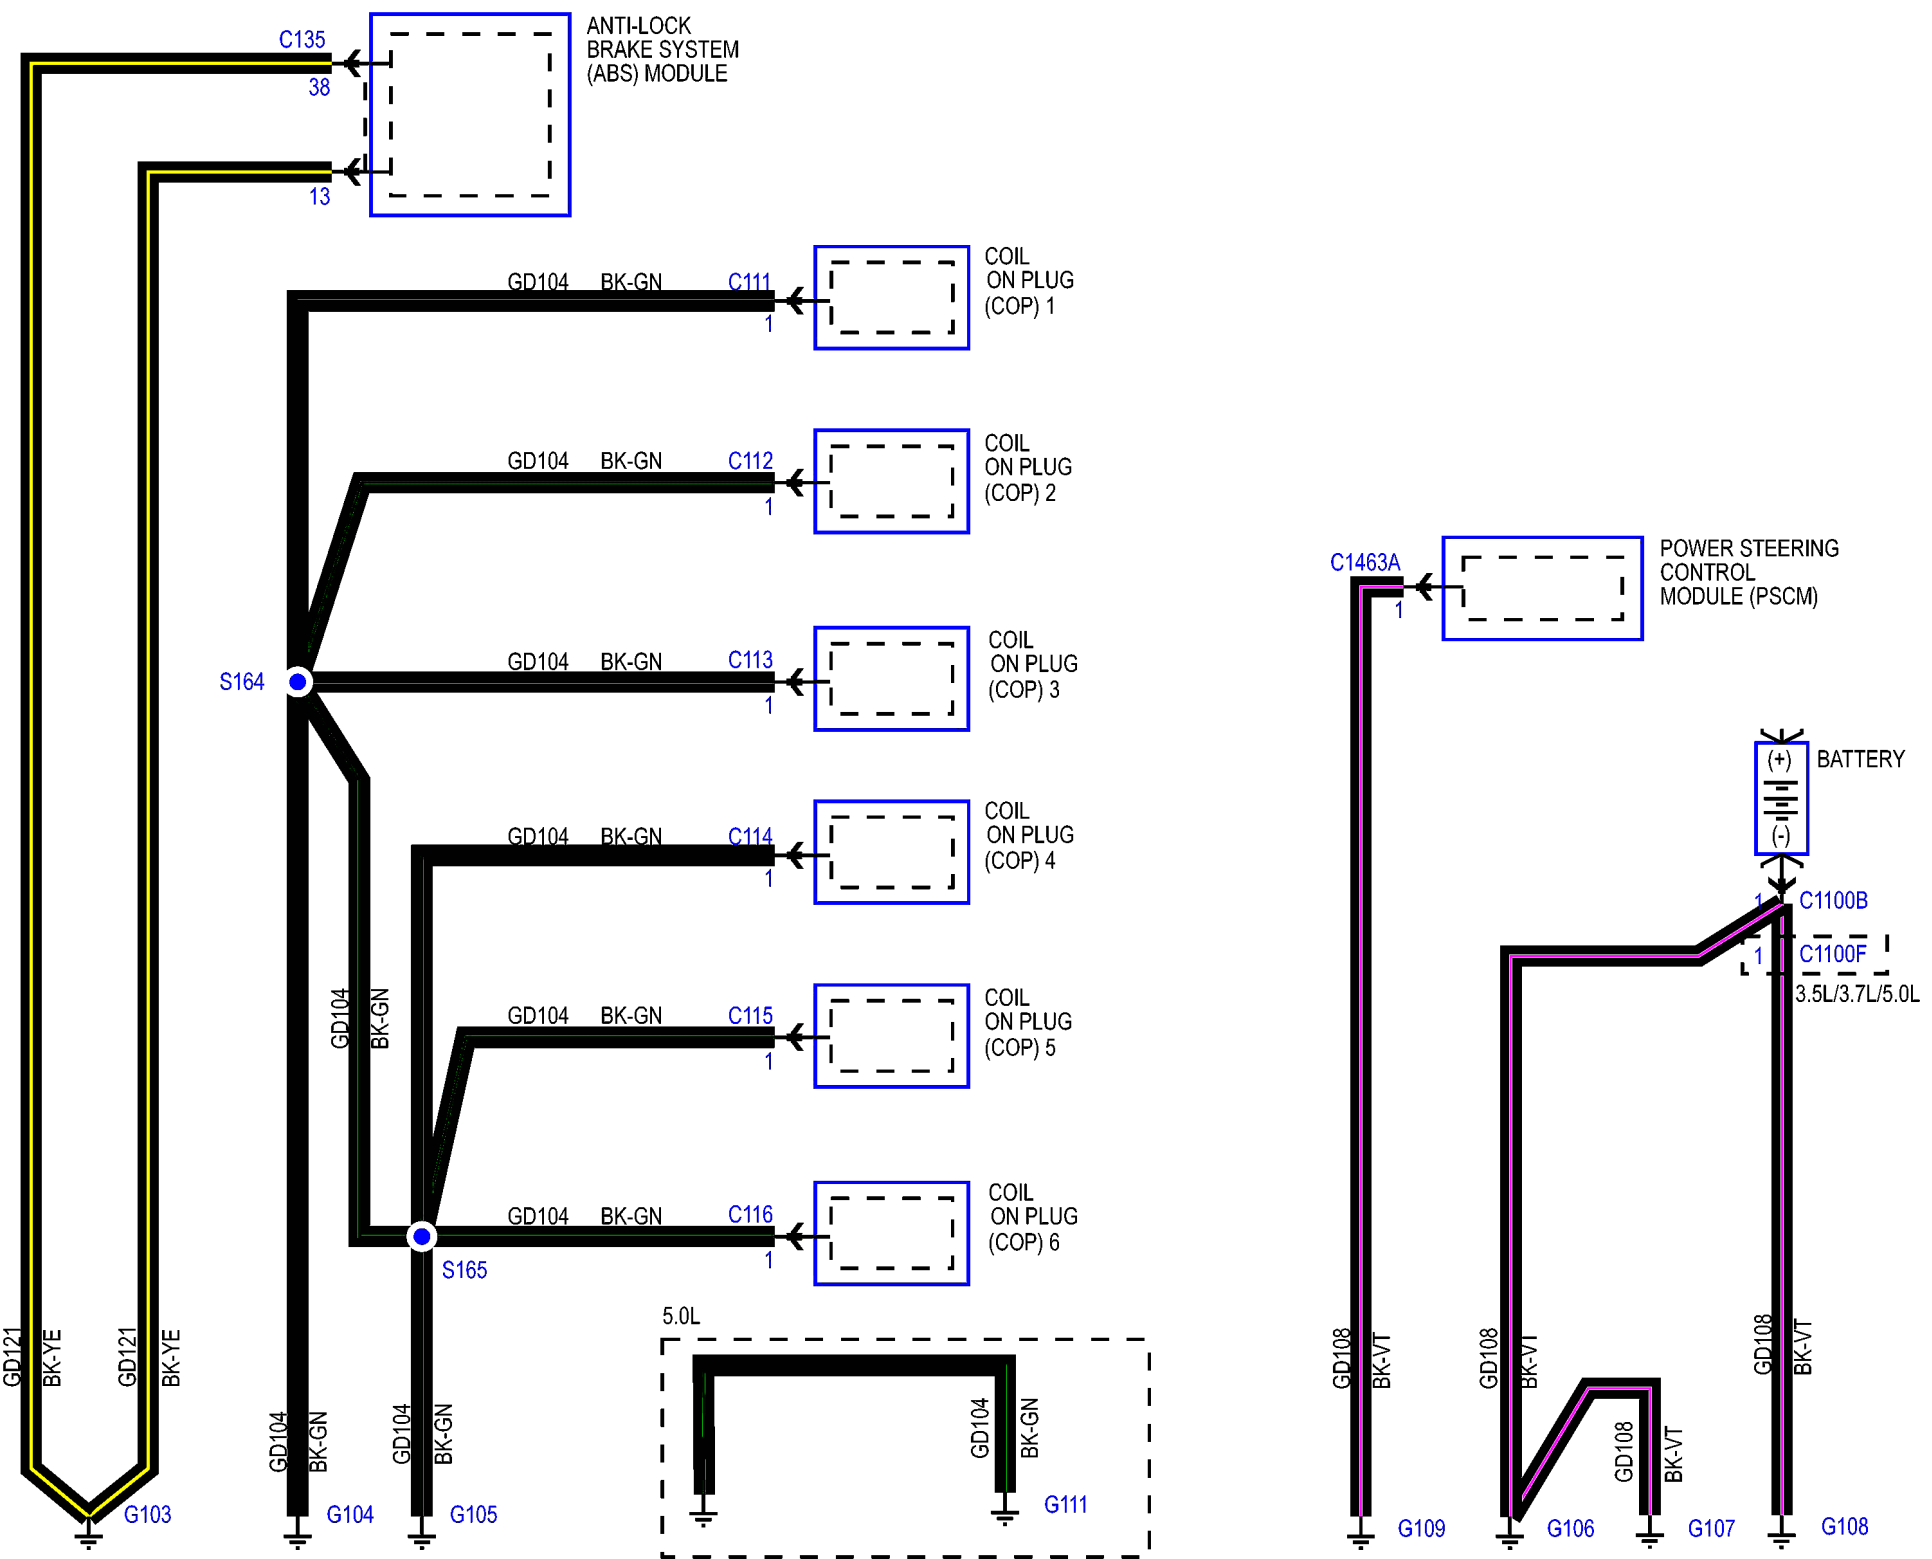 C135
38
13
ANTI-LOCK
BRAKE SYSTEM
(ABS) MODULE
GD104 BK-GN C111
1
COIL
ON PLUG
(COP) 1
GD104 BK-GN C112
1
COIL
ON PLUG
(COP) 2
S164
GD104 BK-GN C113
1
COIL
ON PLUG
(COP) 3
GD104 BK-GN C114
1
COIL
ON PLUG
(COP) 4
GD104
BK-GN
GD104 BK-GN C115
1
COIL
ON PLUG
(COP) 5
GD104 BK-GN C116
1
COIL
ON PLUG
(COP) 6
S165
GD121
BK-YE
GD121
BK-YE
G103
GD104
BK-GN
G104
GD104
BK-GN
G105
5.0L
GD104
BK-GN
G111
C1463A
1
POWER STEERING
CONTROL
MODULE (PSCM)
(+)
(-)
BATTERY
1 C1100B
1 C1100F
3.5L/3.7L/5.0L
GD108
BK-VT
G109
GD108
BK-VT
G106
GD108
BK-VT
G107
GD108
BK-VT
G108